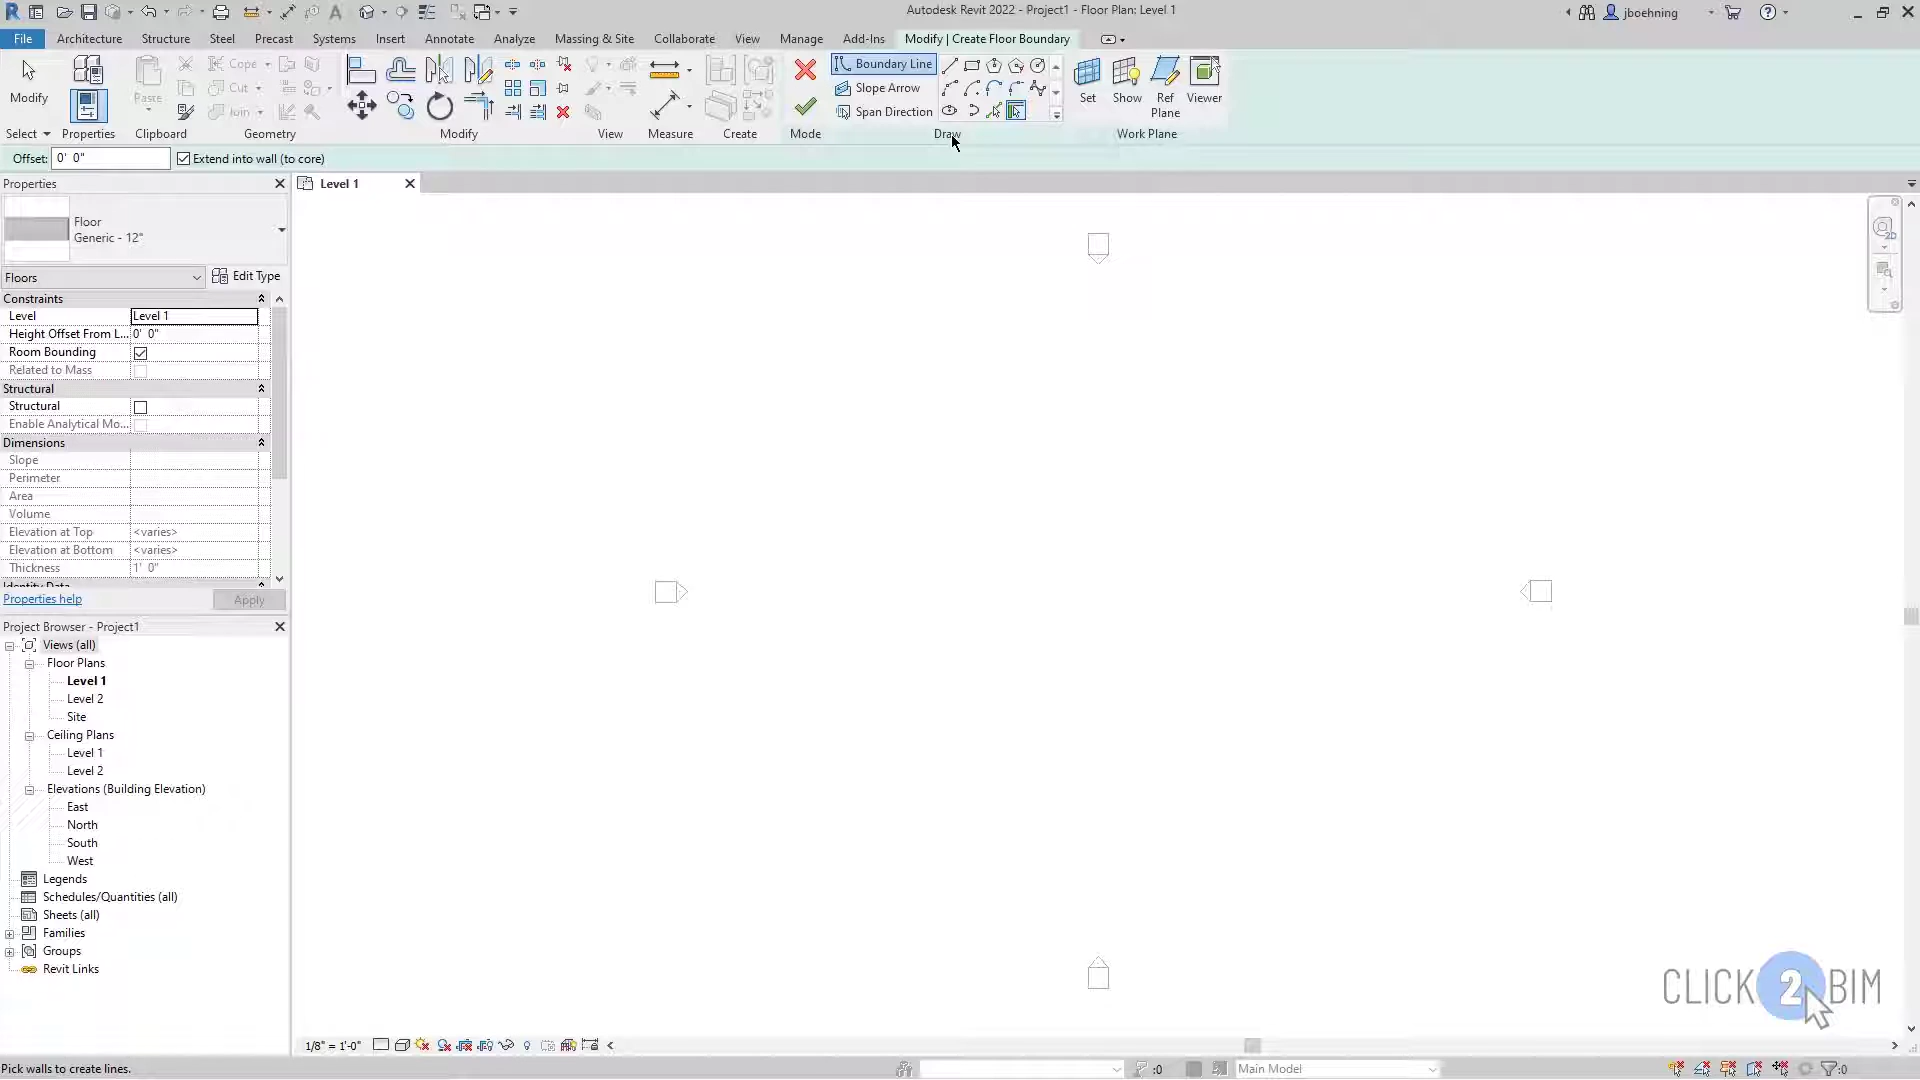 Autodesk Revit 2022 - Project1 - Floor Plan: Level 1
jboehning
File Architecture Structure Steel Precast Systems Insert Annotate Analyze Massing & Site Collaborate View Manage Add-Ins Modify | Create Floor Boundary
Modify
Paste
Cope
Cut
Join
Boundary Line
Slope Arrow
Span Direction
Set
Show
Ref
Plane
Viewer
Select Properties Clipboard Geometry Modify View Measure Create Mode Draw Work Plane
Offset: 0' 0" Extend into wall (to core)
Properties
Level 1
Floor
Generic - 12"
Floors
Edit Type
Constraints
Level Level 1
Height Offset From L... 0' 0"
Room Bounding
Related to Mass
Structural
Structural
Enable Analytical Mo...
Dimensions
Slope
Perimeter
Area
Volume
Elevation at Top <varies>
Elevation at Bottom <varies>
Thickness 1' 0"
Identity Data
Properties help
Apply
Project Browser - Project1
Views (all)
Floor Plans
Level 1
Level 2
Site
Ceiling Plans
Level 1
Level 2
Elevations (Building Elevation)
East
North
South
West
Legends
Schedules/Quantities (all)
Sheets (all)
Families
Groups
Revit Links
2D
CLICK 2 BIM
1/8" = 1'-0"
Pick walls to create lines.
:0
Main Model
:0